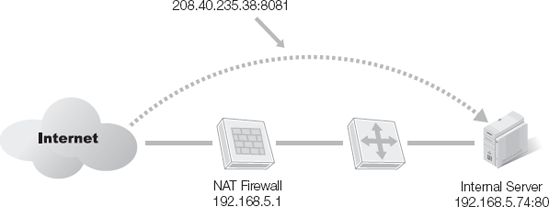 208.40.235.38:8081
Internet
NAT Firewall
192.168.5.1
Internal Server
192.168.5.74:80